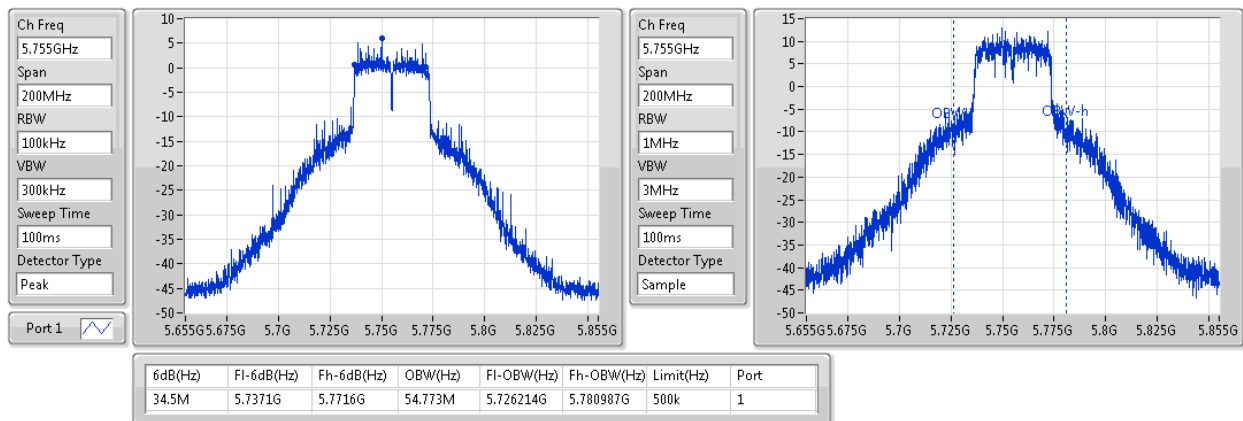 Ch Freq
5.755GHz
Span
200MHz
RBW
100kHz
VBW
300kHz
Sweep Time
100ms
Detector Type
Peak
Port 1
10
5
0
-5
-10
-15
-20
-25
-30
-35
-40
-45
-50
5.655G 5.675G 5.7G 5.725G 5.75G 5.775G 5.8G 5.825G 5.855G
Ch Freq
5.755GHz
Span
200MHz
RBW
1MHz
VBW
3MHz
Sweep Time
100ms
Detector Type
Sample
15
10
5
0
-5
-10
-15
-20
-25
-30
-35
-40
-45
-50
OBW-h
5.655G 5.675G 5.7G 5.725G 5.75G 5.775G 5.8G 5.825G 5.855G
6dB(Hz) Fl-6dB(Hz) Fh-6dB(Hz) OBW(Hz) Fl-OBW(Hz) Fh-OBW(Hz) Limit(Hz) Port
34.5M 5.7371G 5.7716G 54.773M 5.726214G 5.780987G 500k 1